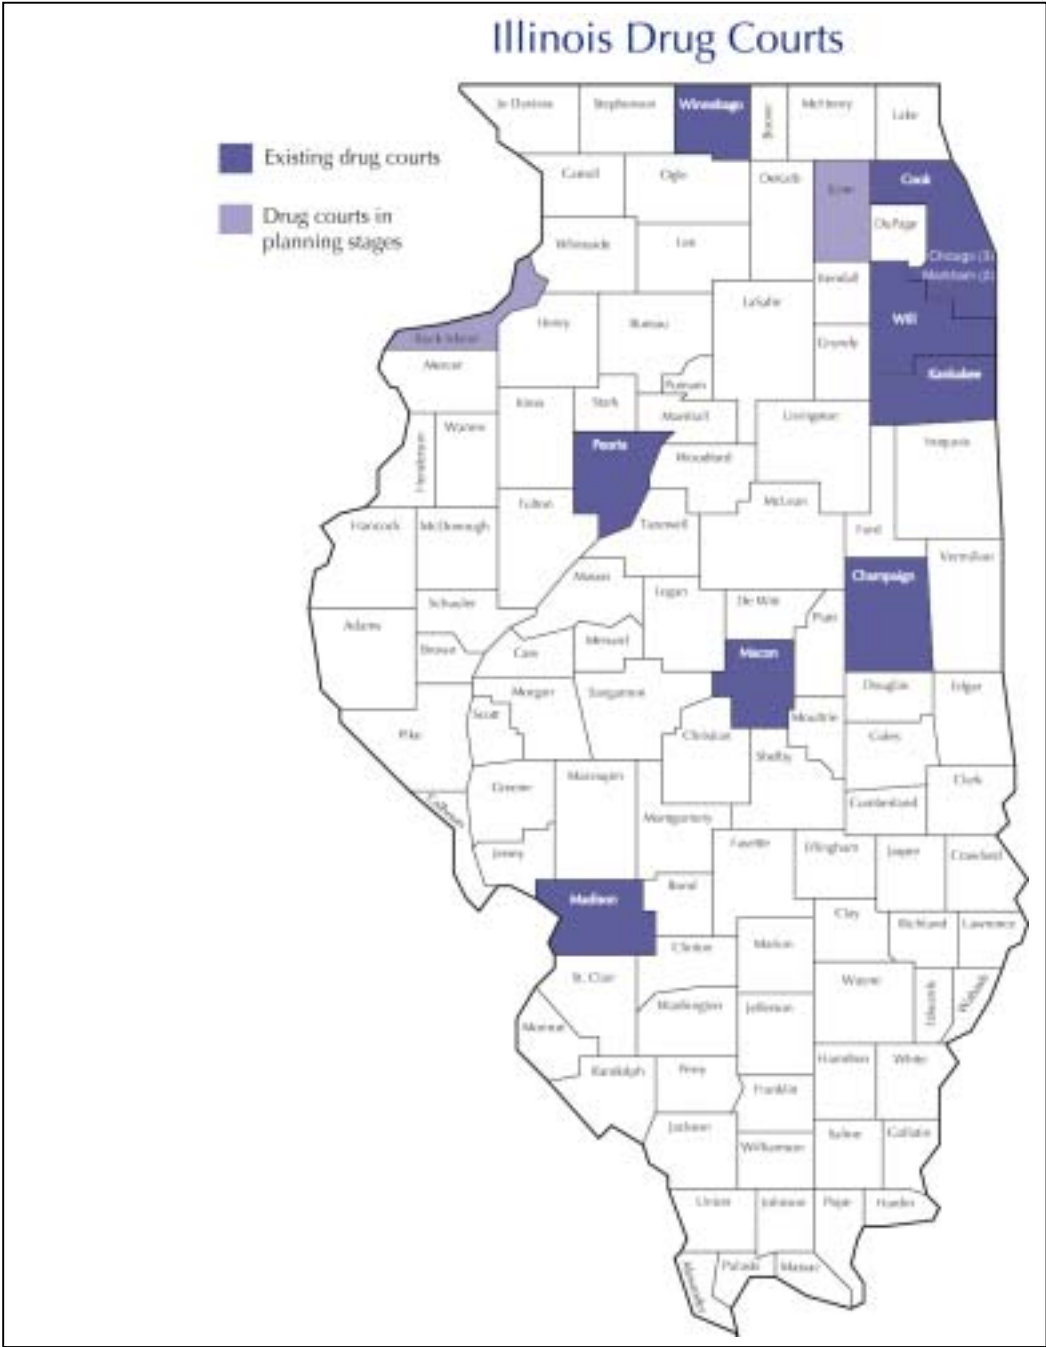 Illinois Drug Courts
Existing drug courts
Drug courts in
planning stages
Jo Daviess
Stephenson
Winnebago
Boone
McHenry
Lake
Carroll
Ogle
DeKalb
Kane
Cook
DuPage
Whiteside
Lee
Chicago (3)
Kendall
LaSalle
Will
Rock Island
Henry
Bureau
Grundy
Mercer
Putnam
Kankakee
Knox
Stark
Marshall
Livingston
Henderson
Warren
Peoria
Woodford
Iroquois
Fulton
McLean
Hancock
McDonough
Tazewell
Ford
Vermilion
Mason
Logan
Champaign
Schuyler
De Witt
Piatt
Adams
Brown
Cass
Menard
Macon
Morgan
Sangamon
Douglas
Edgar
Scott
Pike
Christian
Moultrie
Coles
Shelby
Greene
Macoupin
Clark
Calhoun
Montgomery
Cumberland
Jersey
Fayette
Effingham
Jasper
Crawford
Madison
Bond
Clay
Richland
Lawrence
Clinton
Marion
St. Clair
Wayne
Edwards
Wabash
Monroe
Washington
Jefferson
Randolph
Perry
Hamilton
White
Franklin
Jackson
Williamson
Saline
Gallatin
Union
Johnson
Pope
Hardin
Alexander
Pulaski
Massac